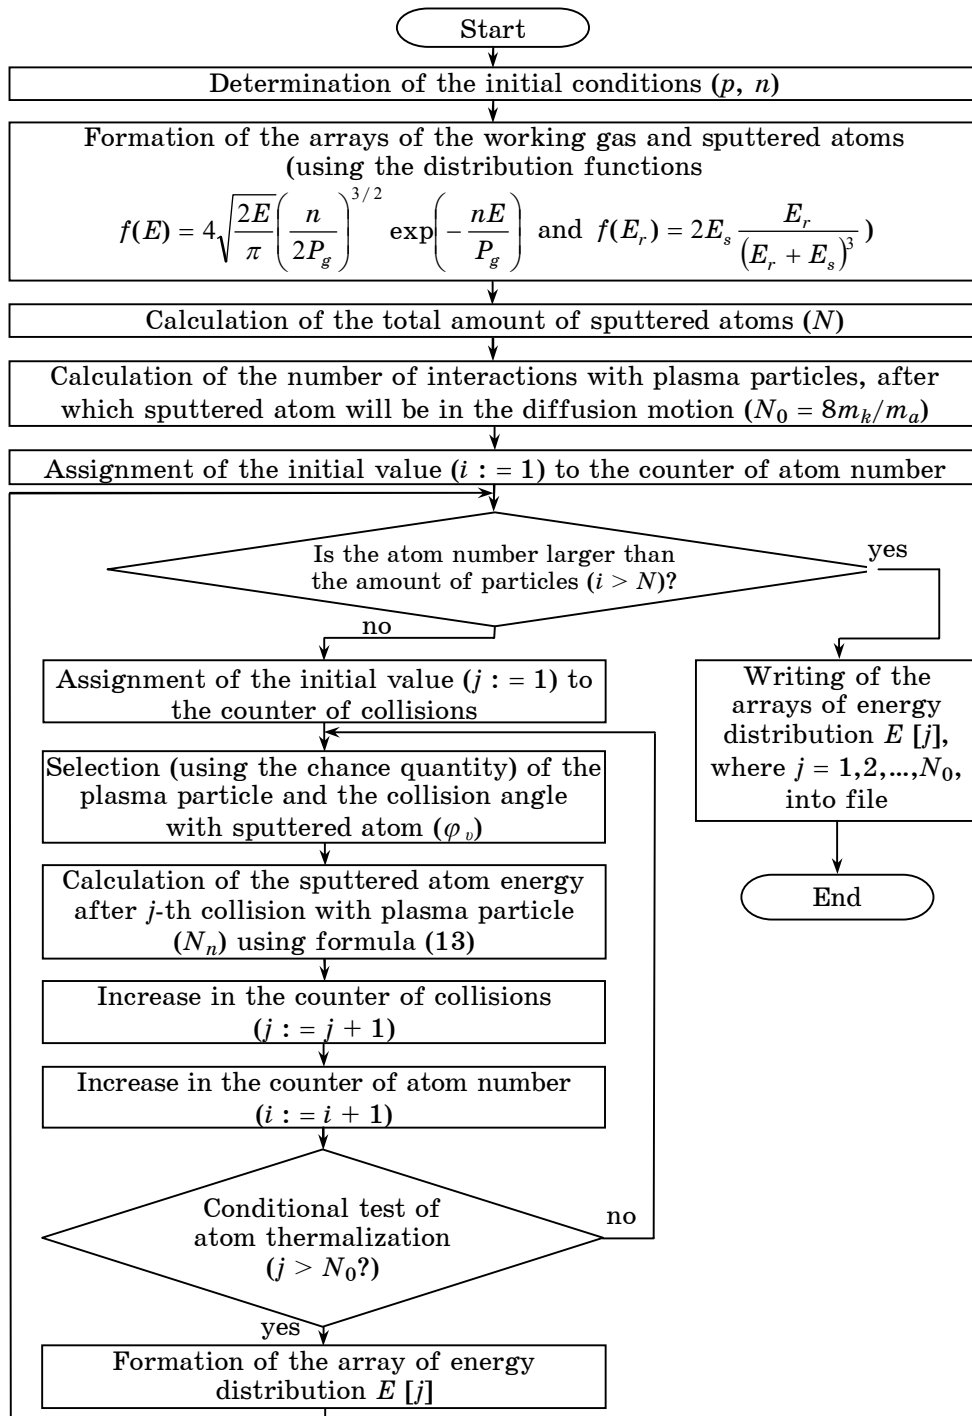 Start
Determination of the initial conditions (p, n)
Formation of the arrays of the working gas and sputtered atoms
(using the distribution functions
f(E) = 4√(2E/π) (n/2P_g)^{3/2} exp(−nE/P_g) and f(E_r) = 2E_s E_r/(E_r + E_s)^3 )
Calculation of the total amount of sputtered atoms (N)
Calculation of the number of interactions with plasma particles, after
which sputtered atom will be in the diffusion motion (N_0 = 8m_k/m_a)
Assignment of the initial value (i : = 1) to the counter of atom number
Is the atom number larger than
the amount of particles (i > N)?
yes
no
Assignment of the initial value (j : = 1) to
the counter of collisions
Selection (using the chance quantity) of the
plasma particle and the collision angle
with sputtered atom (φ_v)
Calculation of the sputtered atom energy
after j-th collision with plasma particle
(N_n) using formula (13)
Increase in the counter of collisions
(j : = j + 1)
Increase in the counter of atom number
(i : = i + 1)
Conditional test of
atom thermalization
(j > N_0?)
no
yes
Formation of the array of energy
distribution E [j]
Writing of the
arrays of energy
distribution E [j],
where j = 1,2,...,N_0,
into file
End